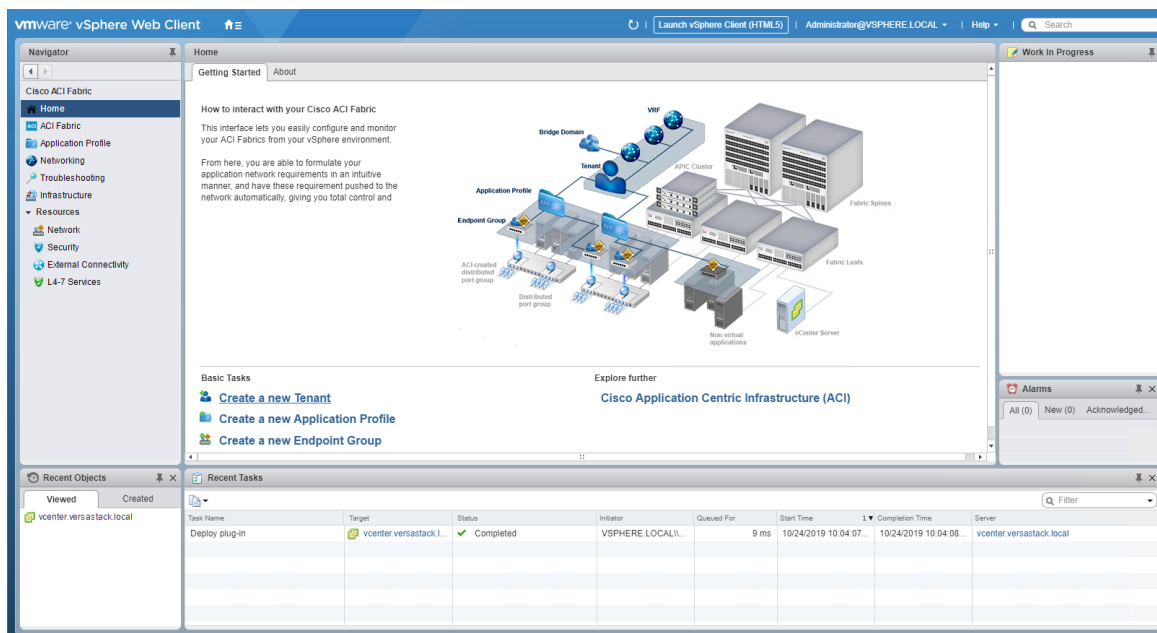 vmware® vSphere Web Client
Launch vSphere Client (HTML5) | Administrator@VSPHERE.LOCAL | Help | Search
Navigator
Cisco ACI Fabric
Home
ACI Fabric
Application Profile
Networking
Troubleshooting
Infrastructure
Resources
Network
Security
External Connectivity
L4-7 Services
Home
Getting Started About
How to interact with your Cisco ACI Fabric
This interface lets you easily configure and monitor
your ACI Fabrics from your vSphere environment.
From here, you are able to formulate your
application network requirements in an intuitive
manner, and have these requirement pushed to the
network automatically, giving you total control and
VRF
Bridge Domain
Tenant
APIC Cluster
Application Profile
Fabric Spines
Endpoint Group
ACI created
distributed
port group
Fabric Leafs
Distributed
port group
Non-virtual
applications
vCenter Server
Basic Tasks
Create a new Tenant
Create a new Application Profile
Create a new Endpoint Group
Explore further
Cisco Application Centric Infrastructure (ACI)
Work In Progress
Alarms
All (0) New (0) Acknowledged...
Recent Objects
Viewed Created
vcenter.versastack.local
Recent Tasks
Filter
Task Name Target Status Initiator Queued For Start Time 1 Completion Time Server
Deploy plug-in vcenter.versastack.l... Completed VSPHERE.LOCAL\\... 9 ms 10/24/2019 10:04:07... 10/24/2019 10:04:08... vcenter.versastack.local